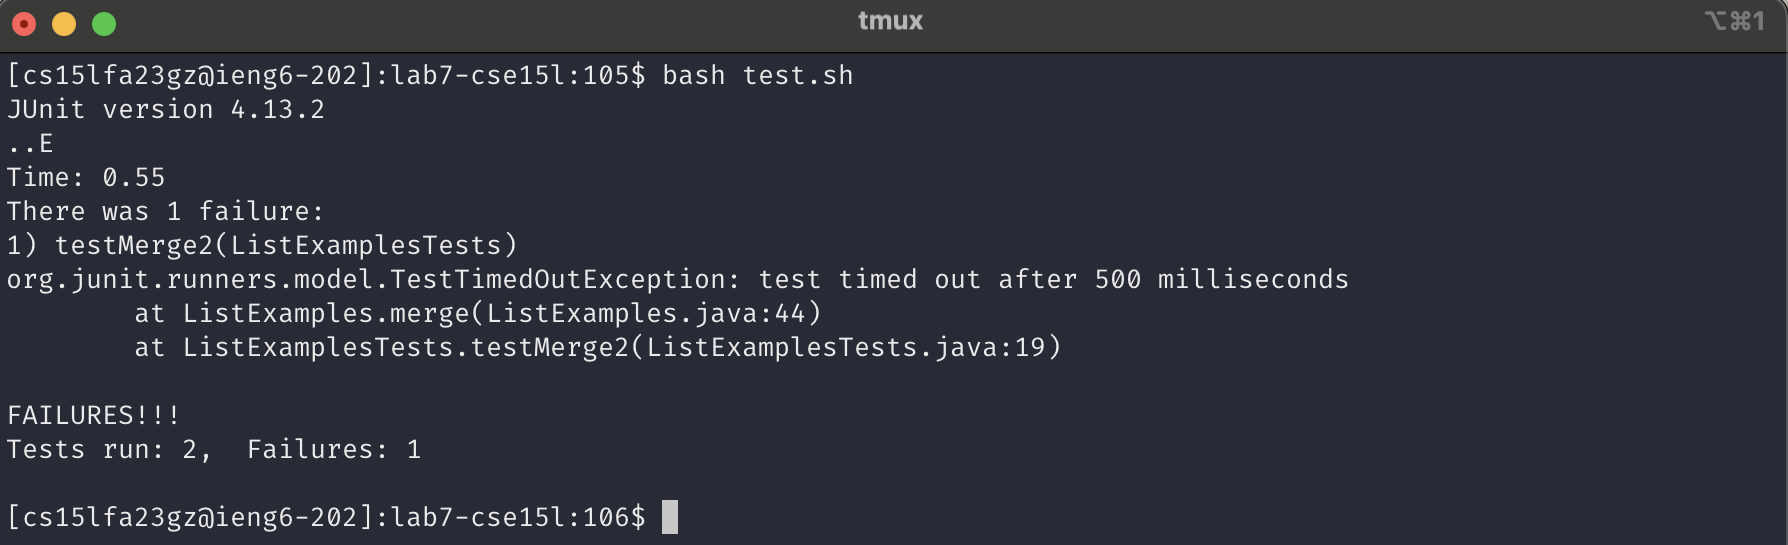 tmux
⌥⌘1
[cs15lfa23gz@ieng6-202]:lab7-cse15l:105$ bash test.sh
JUnit version 4.13.2
..E
Time: 0.55
There was 1 failure:
1) testMerge2(ListExamplesTests)
org.junit.runners.model.TestTimedOutException: test timed out after 500 milliseconds
        at ListExamples.merge(ListExamples.java:44)
        at ListExamplesTests.testMerge2(ListExamplesTests.java:19)

FAILURES!!!
Tests run: 2,  Failures: 1

[cs15lfa23gz@ieng6-202]:lab7-cse15l:106$